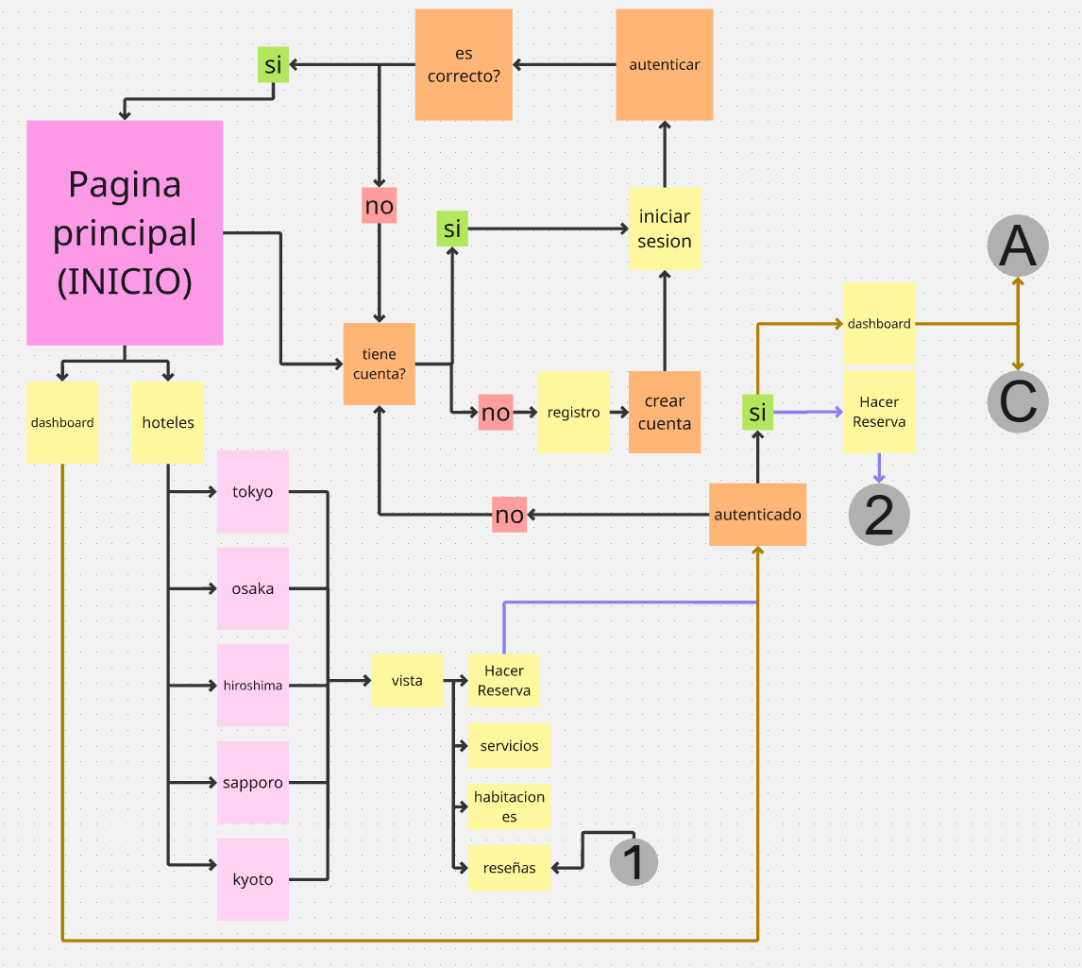 es
correcto?
autenticar
si
Pagina
principal
(INICIO)
no
si
iniciar
sesion
A
tiene
cuenta?
dashboard
dashboard
hoteles
no
registro
crear
cuenta
si
Hacer
Reserva
C
tokyo
no
autenticado
2
osaka
hiroshima
vista
Hacer
Reserva
servicios
sapporo
habitacion
es
kyoto
reseñas
1